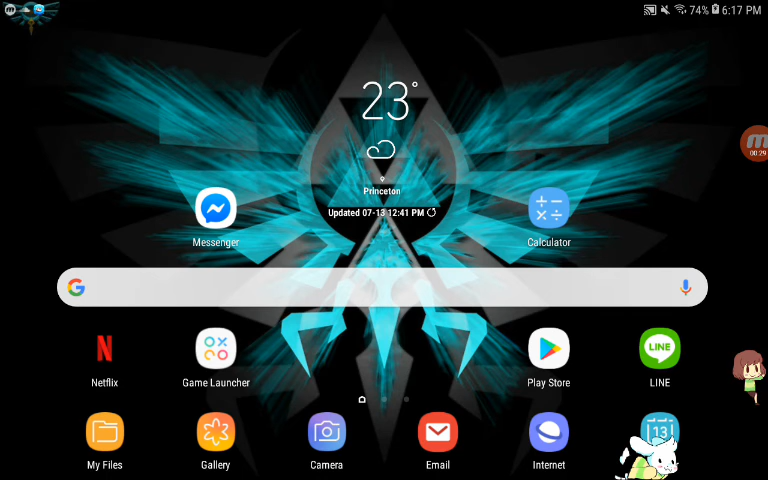 74% 6:17 PM
23°
00:29
Princeton
Updated 07-13 12:41 PM
Messenger
Calculator
G
N
LINE
Netflix
Game Launcher
Play Store
LINE
13
My Files
Gallery
Camera
Email
Internet